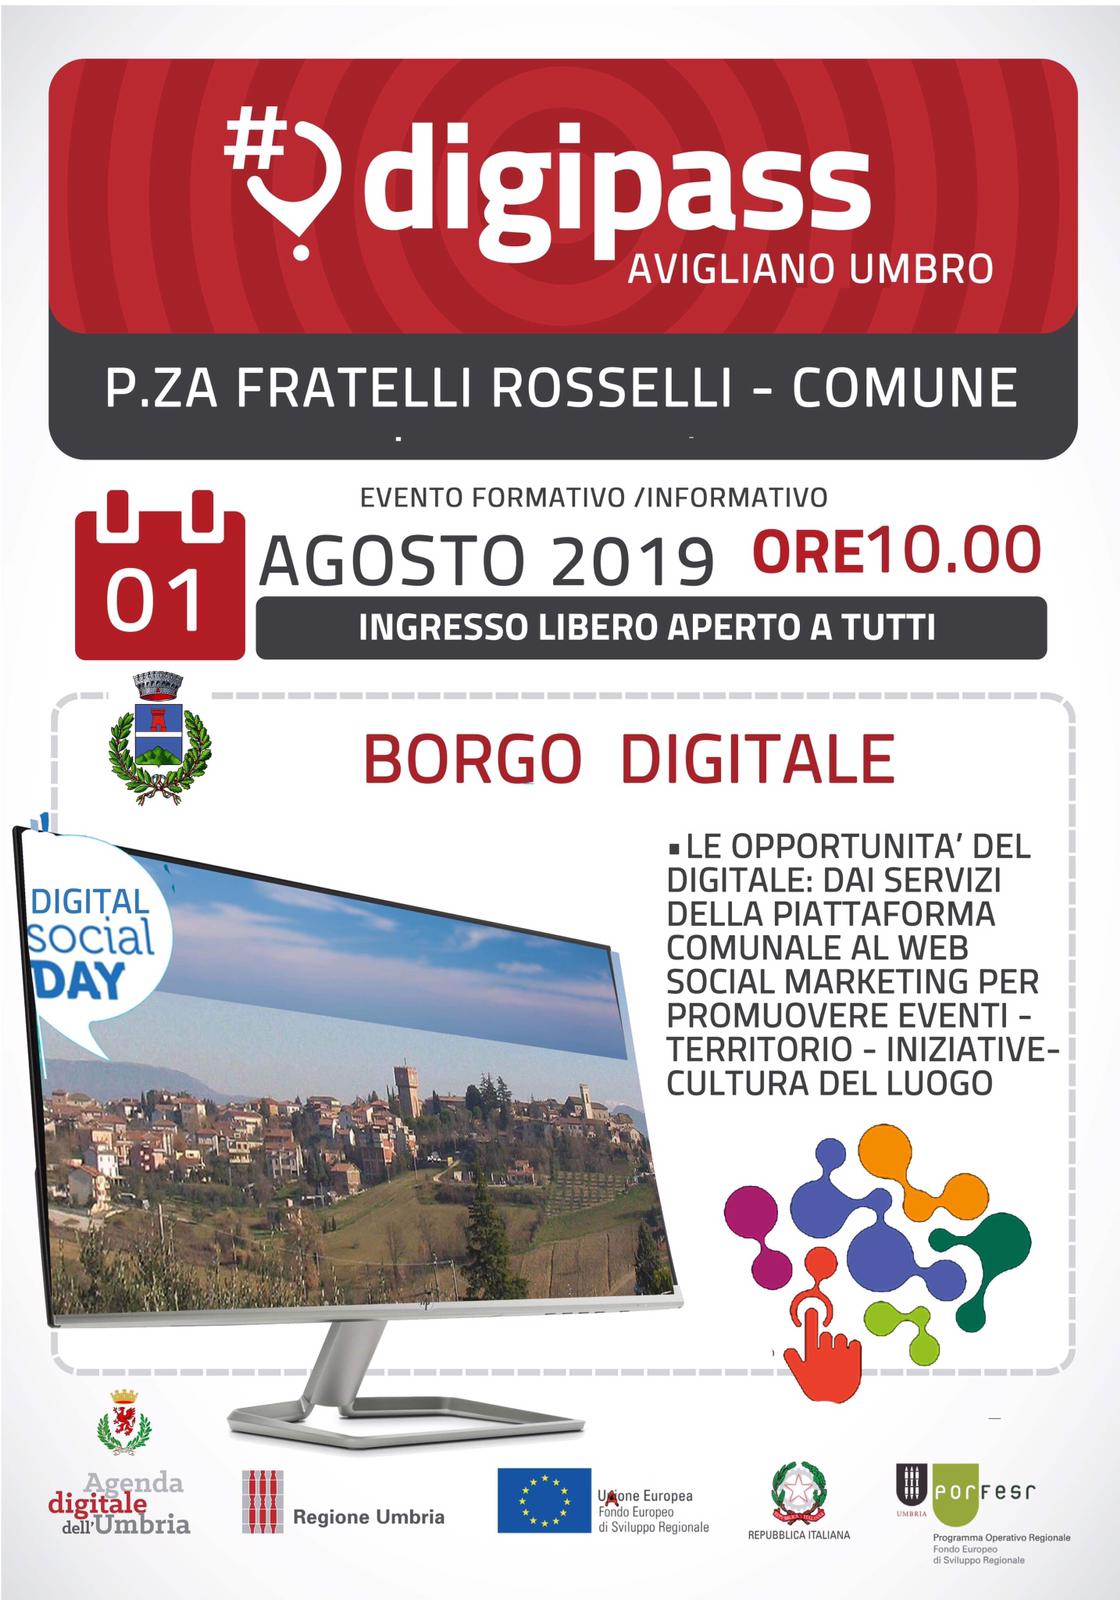 #digipass
AVIGLIANO UMBRO
P.ZA FRATELLI ROSSELLI - COMUNE
EVENTO FORMATIVO /INFORMATIVO
01
AGOSTO 2019 ORE10.00
INGRESSO LIBERO APERTO A TUTTI
BORGO DIGITALE
DIGITAL
social
DAY
▪LE OPPORTUNITA’ DEL
DIGITALE: DAI SERVIZI
DELLA PIATTAFORMA
COMUNALE AL WEB
SOCIAL MARKETING PER
PROMUOVERE EVENTI -
TERRITORIO - INIZIATIVE-
CULTURA DEL LUOGO
hp
Agenda
digitale
dell'Umbria
Regione Umbria
Unione Europea
Fondo Europeo
di Sviluppo Regionale
REPUBBLICA ITALIANA
UMBRIA
porfesr
Programma Operativo Regionale
Fondo Europeo
di Sviluppo Regionale